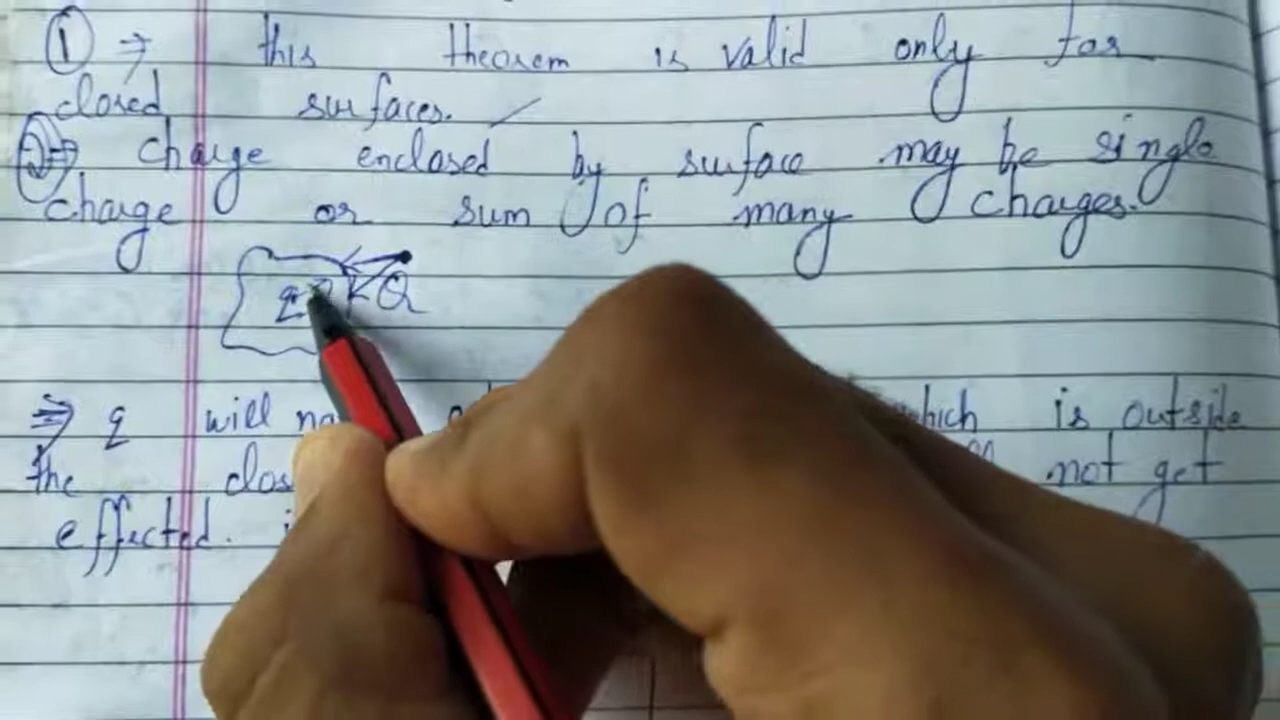 ① → this theorem is valid only for
closed surfaces.
② → charge enclosed by surface may be single
charge or sum of many charges.
q Q
⇒ q will which is outside
the not get
effected.